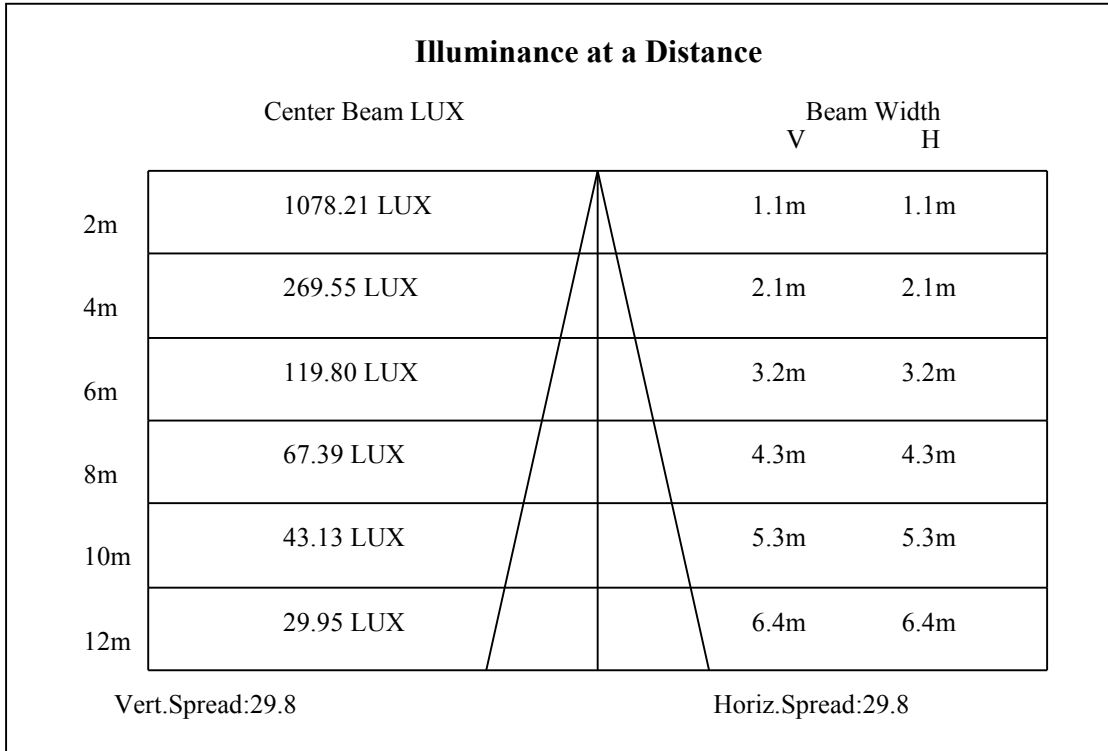 Illuminance at a Distance
Center Beam LUX Beam Width
V H
2m 1078.21 LUX 1.1m 1.1m
4m 269.55 LUX 2.1m 2.1m
6m 119.80 LUX 3.2m 3.2m
8m 67.39 LUX 4.3m 4.3m
10m 43.13 LUX 5.3m 5.3m
12m 29.95 LUX 6.4m 6.4m
Vert.Spread:29.8 Horiz.Spread:29.8